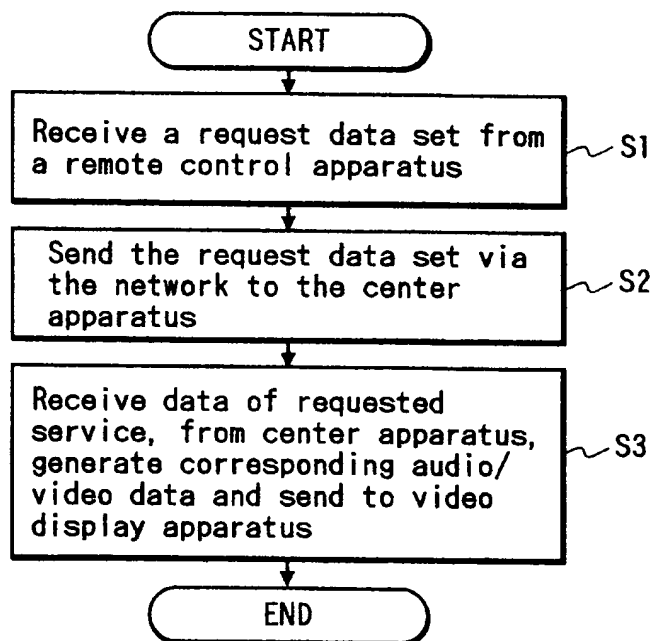 START
Receive a request data set from
a remote control apparatus
S1
Send the request data set via
the network to the center
apparatus
S2
Receive data of requested
service, from center apparatus,
generate corresponding audio/
video data and send to video
display apparatus
S3
END